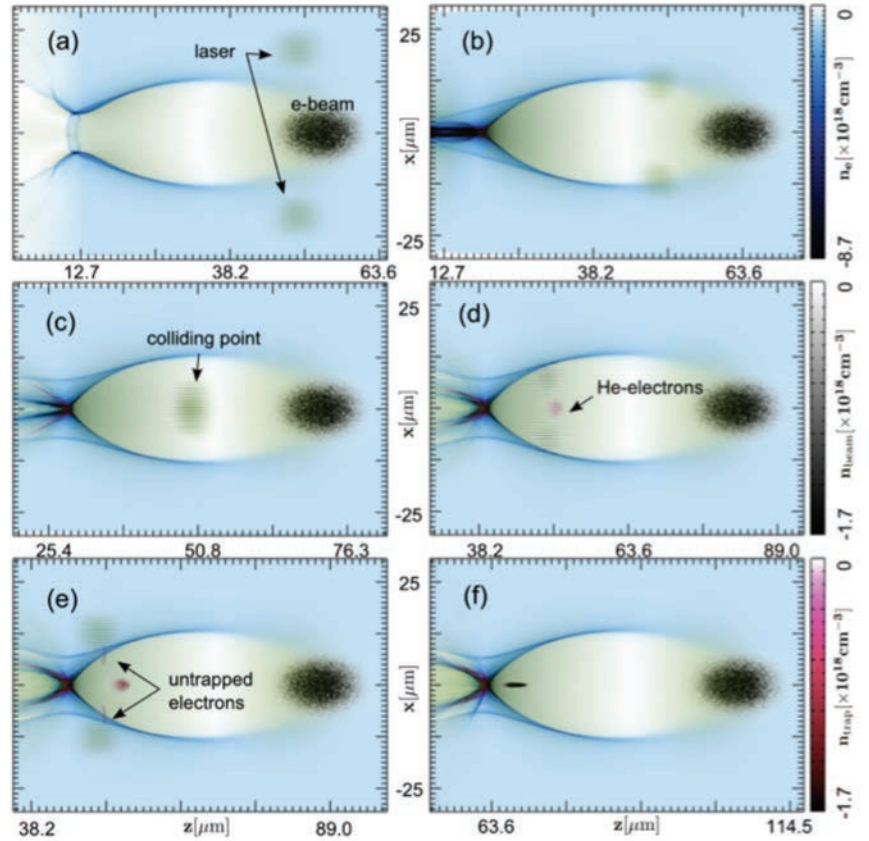 (a)
laser
e-beam
25
x[μm]
-25
12.7
38.2
63.6
(b)
12.7
38.2
63.6
0
n_e[×10^18 cm^-3]
-8.7
(c)
colliding point
25
x[μm]
-25
25.4
50.8
76.3
(d)
He-electrons
38.2
63.6
89.0
0
n_beam[×10^18 cm^-3]
-1.7
(e)
untrapped
electrons
25
x[μm]
-25
38.2
z[μm]
89.0
(f)
63.6
z[μm]
114.5
0
n_trap[×10^18 cm^-3]
-1.7